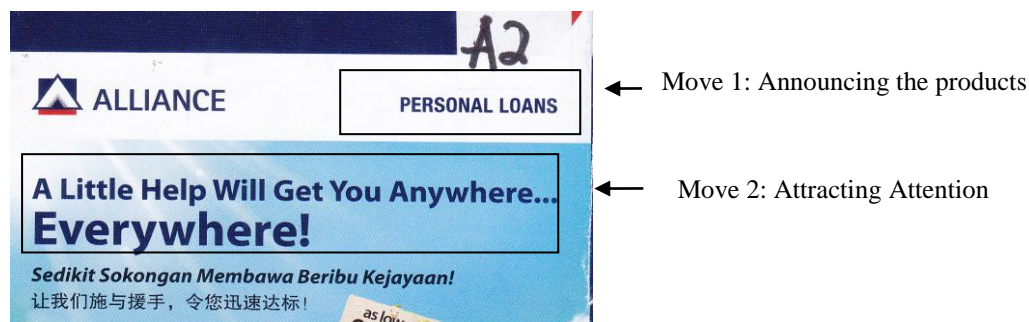 A2
ALLIANCE
PERSONAL LOANS
Move 1: Announcing the products
A Little Help Will Get You Anywhere...
Everywhere!
Move 2: Attracting Attention
Sedikit Sokongan Membawa Beribu Kejayaan!
让我们施与援手，令您迅速达标！
as low